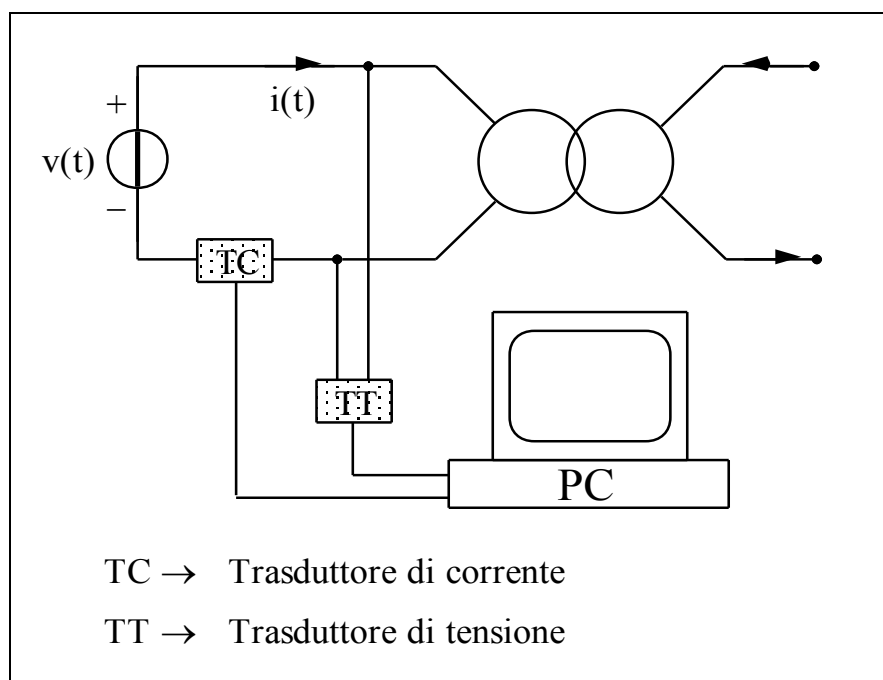 +
i(t)
v(t)
−
TC
TT
PC
TC → Trasduttore di corrente
TT → Trasduttore di tensione